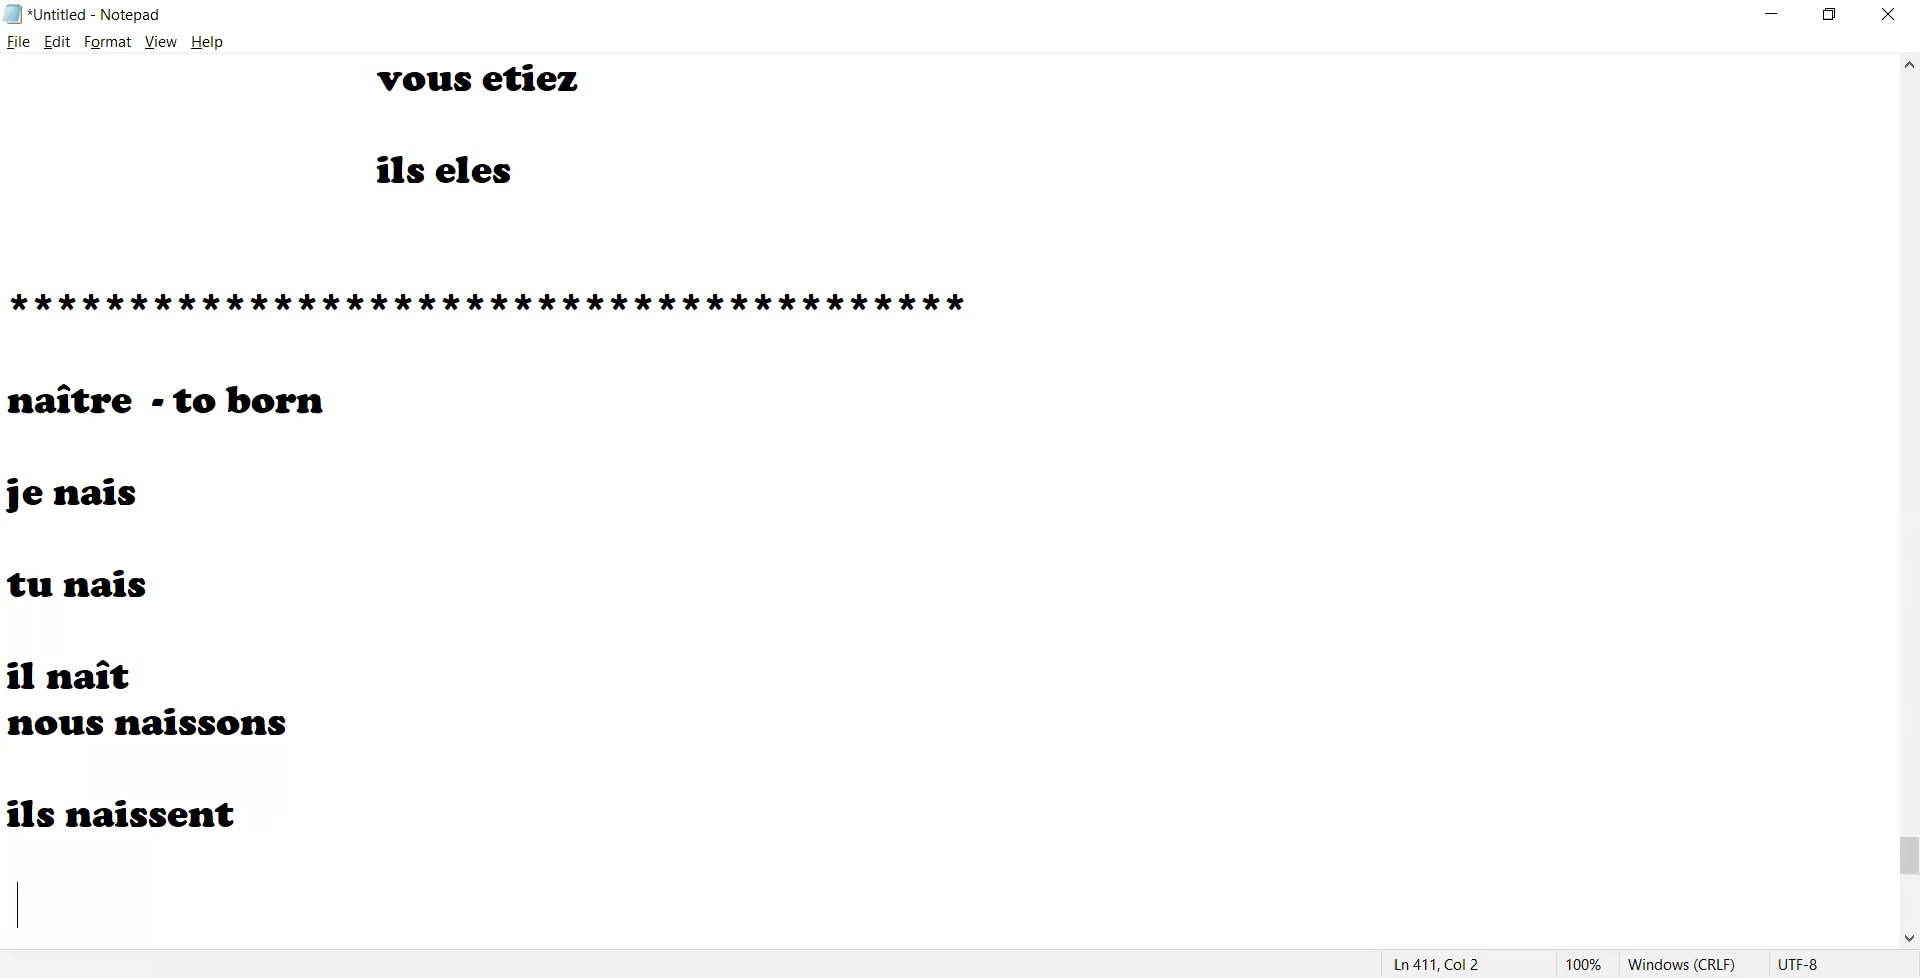 *Untitled - Notepad
File Edit Format View Help
vous etiez
ils eles
****************************************
naître - to born
je nais
tu nais
il naît
nous naissons
ils naissent
Ln 411, Col 2 100% Windows (CRLF) UTF-8